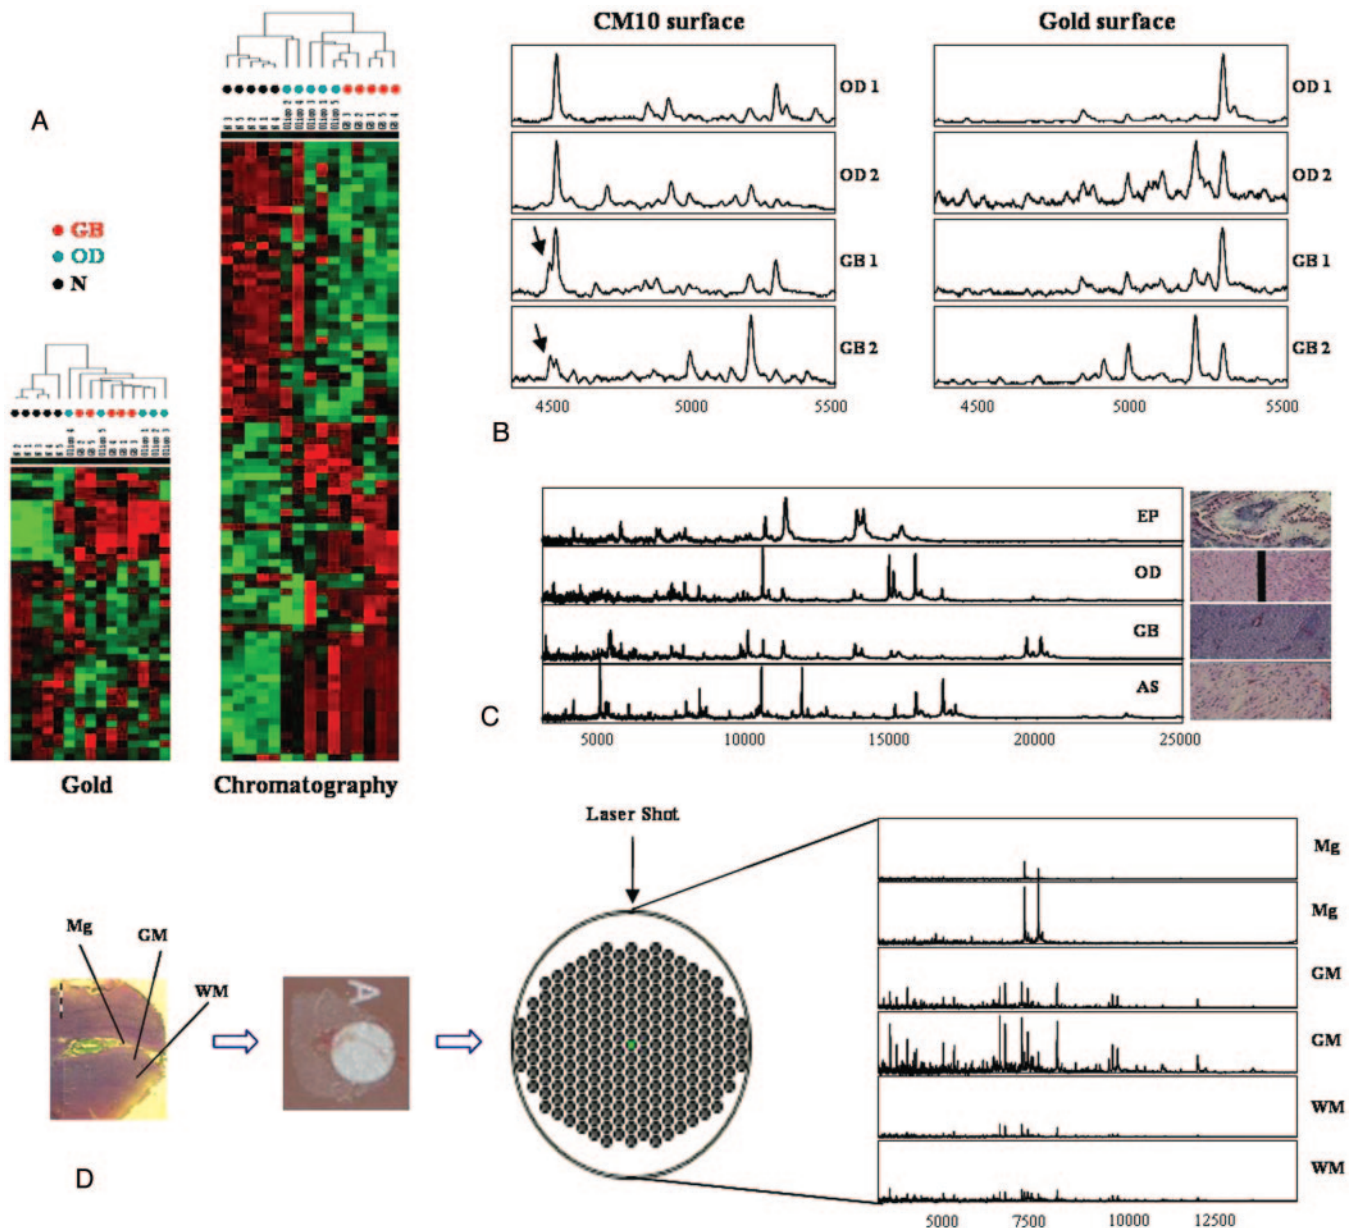 A
GB
OD
N
Gold
Chromatography
CM10 surface
Gold surface
OD 1
OD 2
GB 1
GB 2
OD 1
OD 2
GB 1
GB 2
4500
5000
5500
4500
5000
5500
B
EP
OD
GB
AS
C
5000
10000
15000
20000
25000
Laser Shot
Mg
GM
WM
A
D
Mg
Mg
GM
GM
WM
WM
5000
7500
10000
12500